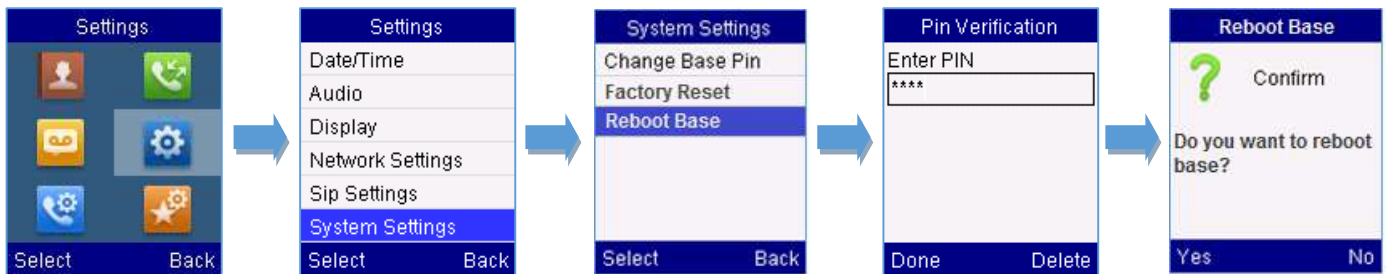 Settings
Select Back
Settings
Date/Time
Audio
Display
Network Settings
Sip Settings
System Settings
Select Back
System Settings
Change Base Pin
Factory Reset
Reboot Base
Select Back
Pin Verification
Enter PIN
****
Done Delete
Reboot Base
Confirm
Do you want to reboot
base?
Yes No